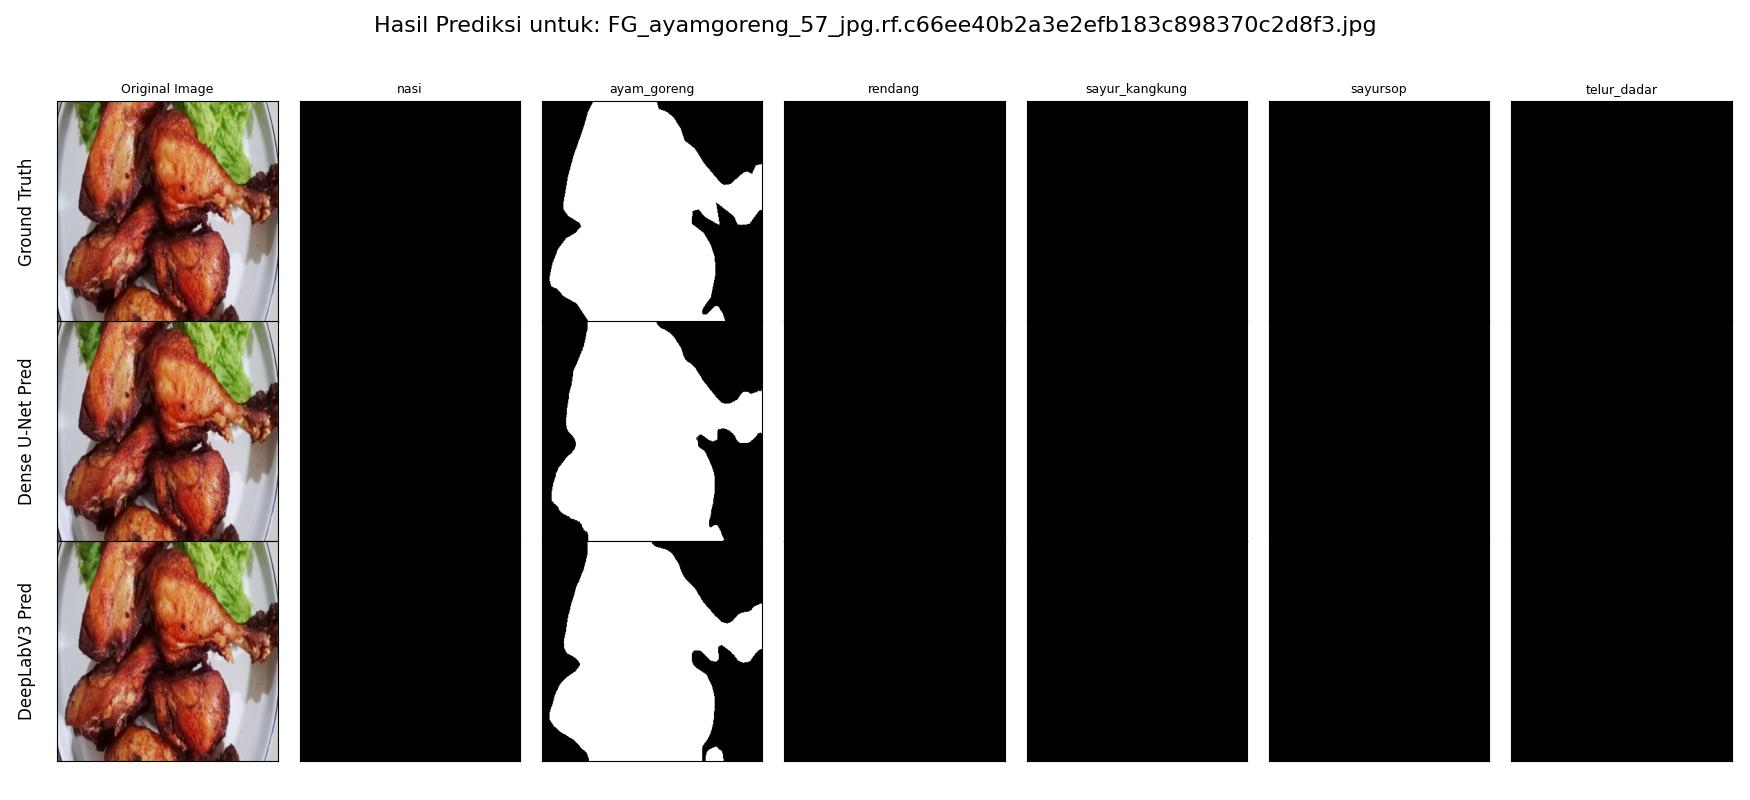 Hasil Prediksi untuk: FG_ayamgoreng_57_jpg.rf.c66ee40b2a3e2efb183c898370c2d8f3.jpg
Original Image nasi ayam_goreng rendang sayur_kangkung sayursop telur_dadar
Ground Truth
Dense U-Net Pred
DeepLabV3 Pred